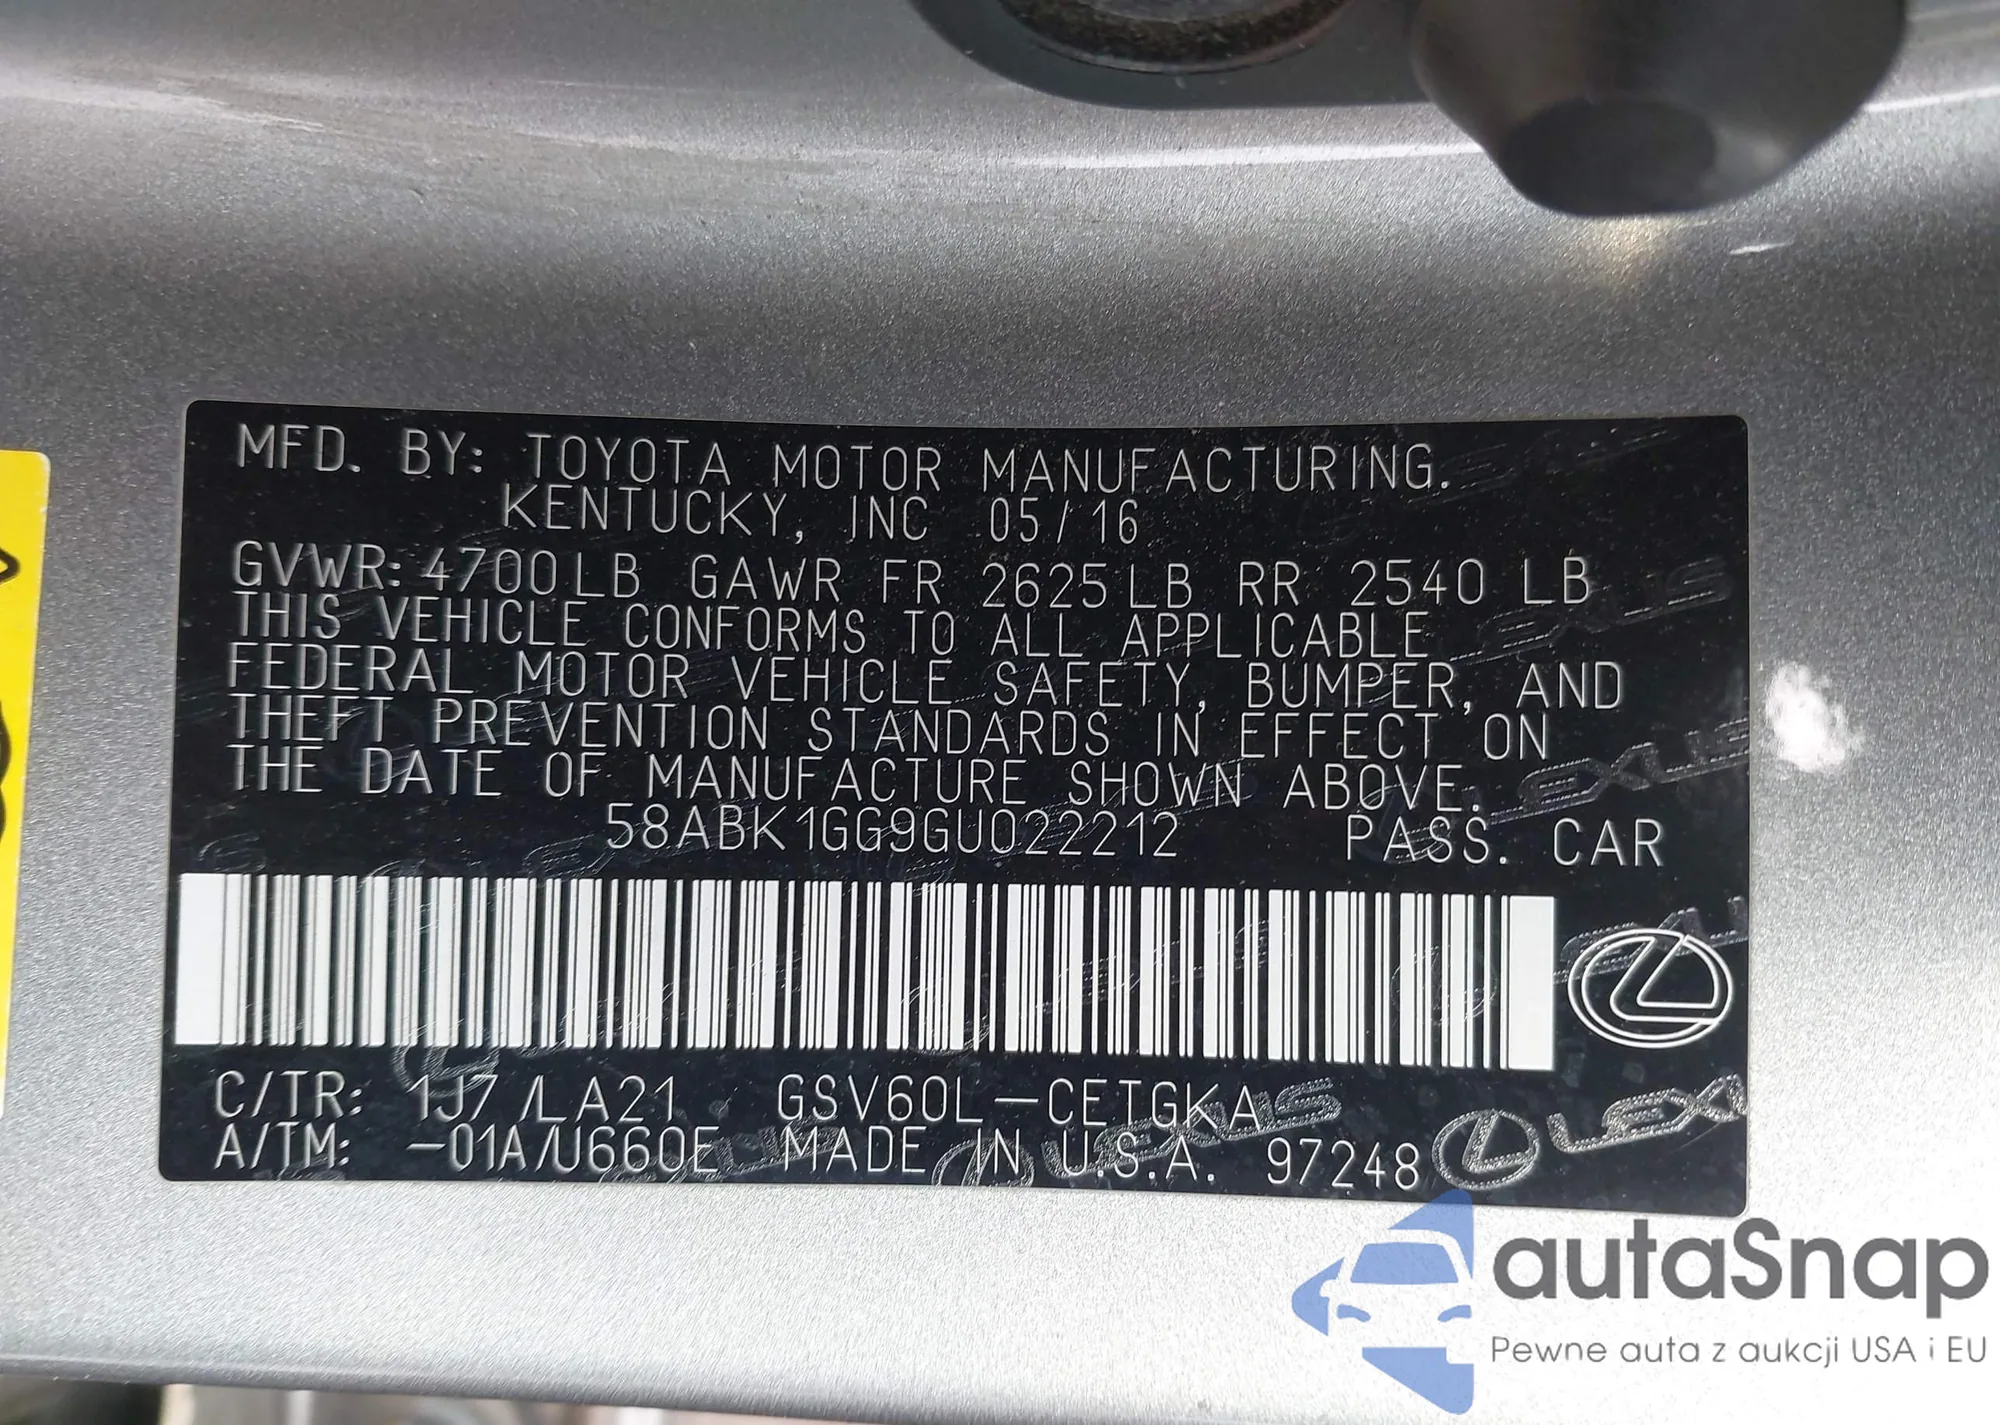 MFD. BY: TOYOTA MOTOR MANUFACTURING.
KENTUCKY, INC 05/16
GVWR: 4700LB GAWR FR 2625LB RR 2540 LB
THIS VEHICLE CONFORMS TO ALL APPLICABLE
FEDERAL MOTOR VEHICLE SAFETY, BUMPER, AND
THEFT PREVENTION STANDARDS IN EFFECT ON
THE DATE OF MANUFACTURE SHOWN ABOVE.
58ABK1GG9GU022212 PASS. CAR
C/TR: 1J7/LA21 GSV60L-CETGKA
A/TM: -01A/U660E MADE IN U.S.A. 97248
LEXUS
autaSnap
Pewne auta z aukcji USA i EU